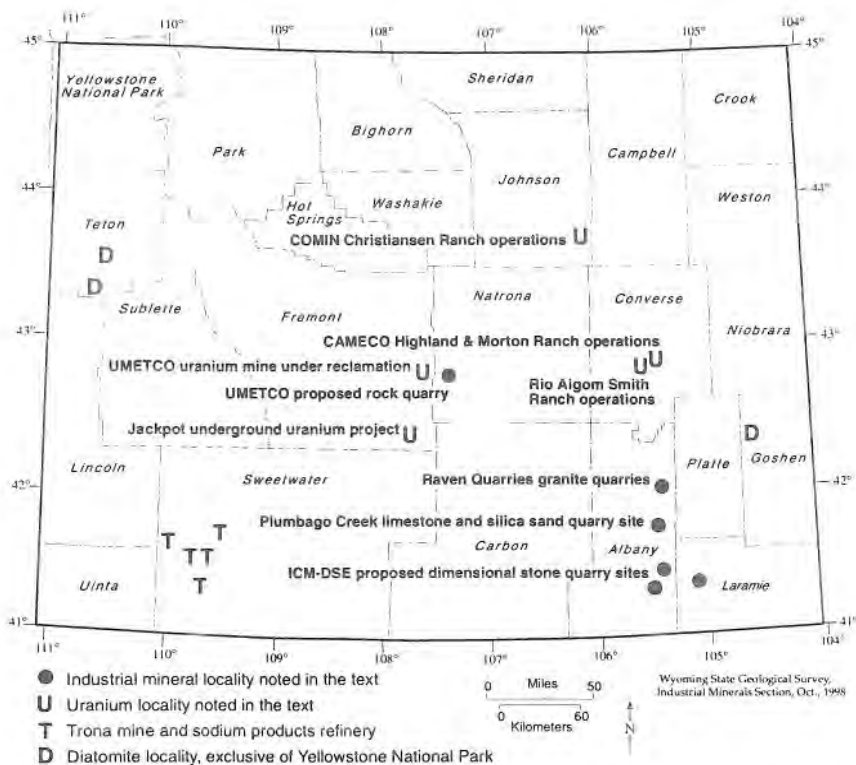 111° 110° 109° 108° 107° 106° 105° 104°
45° 45°
Yellowstone
National Park
Sheridan
Crook
Bighorn
Park
Campbell
Johnson
44° 44°
Weston
Hot
Springs
Washakie
Teton
COMIN Christiansen Ranch operations U
D
D
Sublette
Fremont
Natrona
Converse
Niobrara
43° 43°
CAMECO Highland & Morton Ranch operations
UMETCO uranium mine under reclamation U
U U
UMETCO proposed rock quarry
Rio Algom Smith
Ranch operations
Jackpot underground uranium project U
D
Lincoln
Sweetwater
Platte
Goshen
42° 42°
Raven Quarries granite quarries
Plumbago Creek limestone and silica sand quarry site
T T
T T
Carbon
Albany
ICM-DSE proposed dimensional stone quarry sites
T
Uinta
Laramie
41° 41°
111° 110° 109° 108° 107° 106° 105° 104°
Industrial mineral locality noted in the text
U Uranium locality noted in the text
T Trona mine and sodium products refinery
D Diatomite locality, exclusive of Yellowstone National Park
0 Miles 50
0 60
Kilometers
N
Wyoming State Geological Survey,
Industrial Minerals Section, Oct., 1998